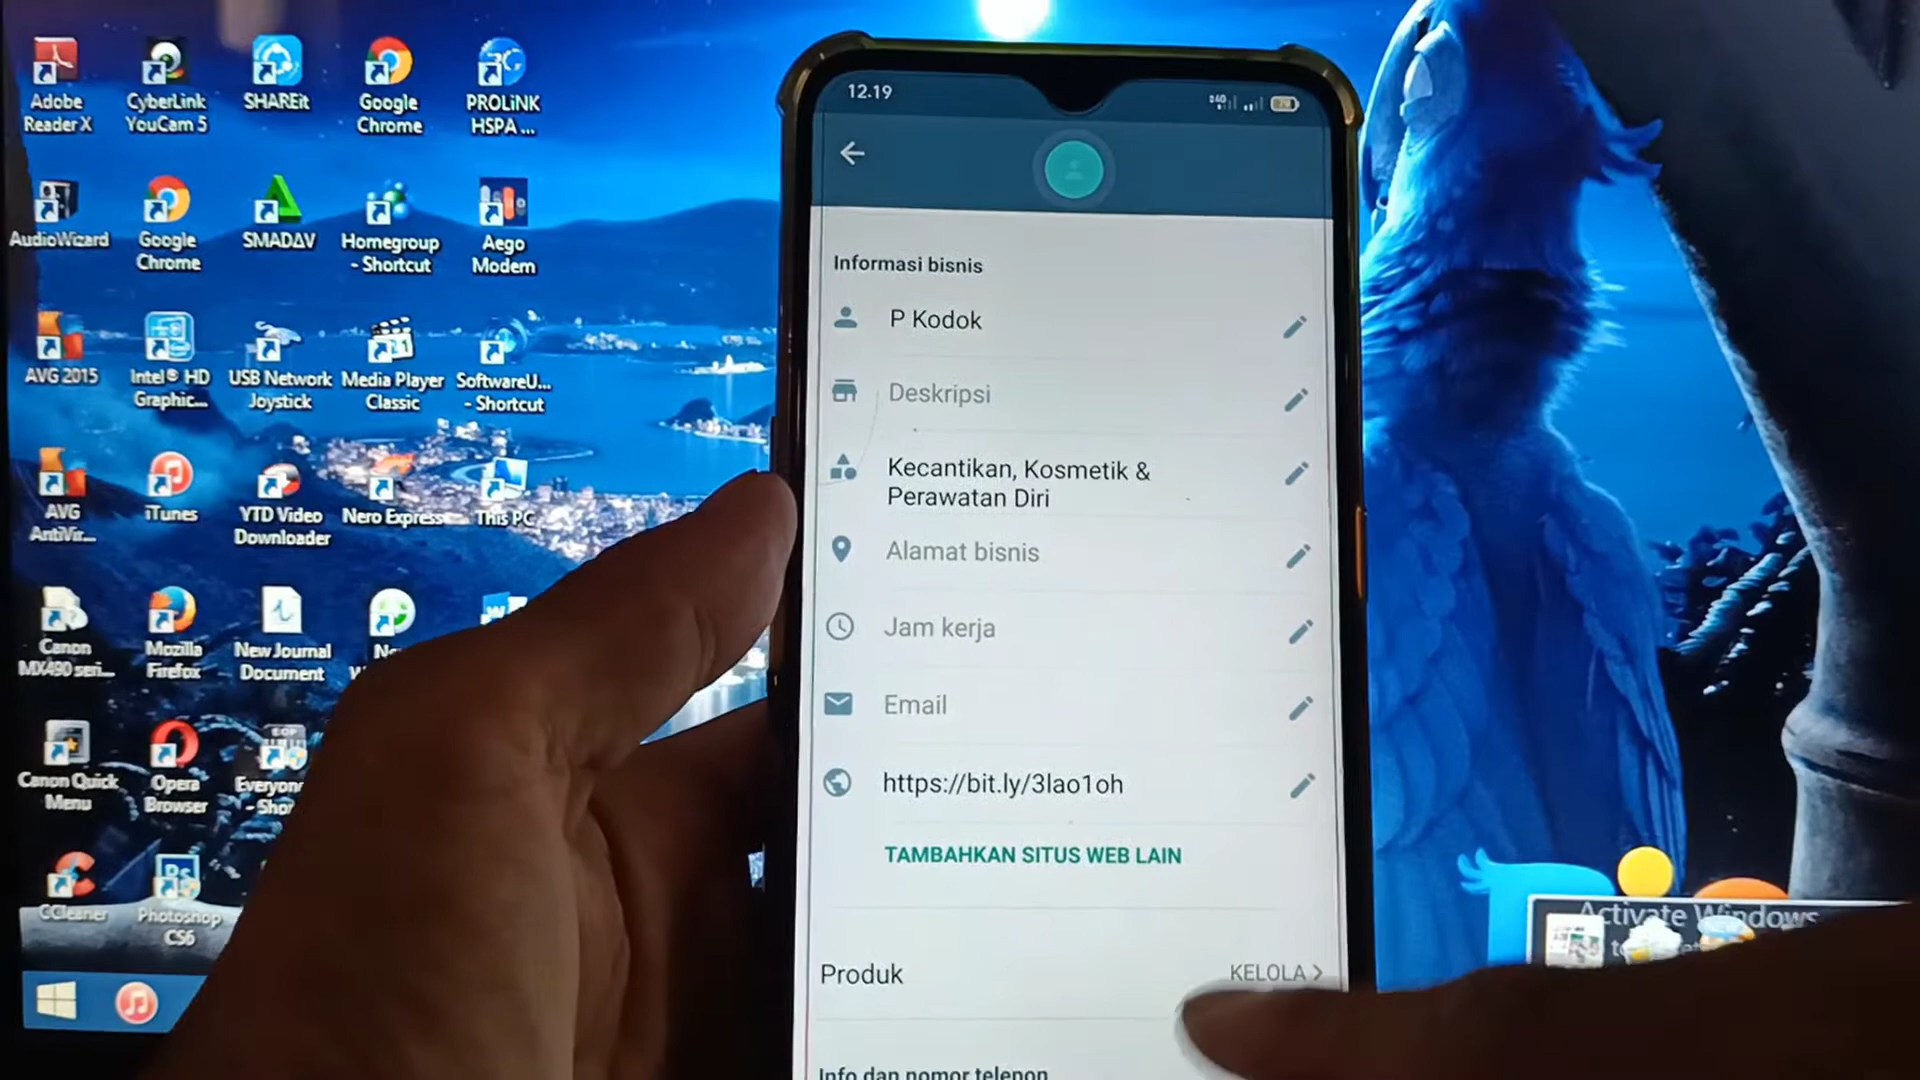 Adobe
Reader X
CyberLink
YouCam 5
SHAREit
Google
Chrome
PROLiNK
HSPA ...
AudioWizard
Google
Chrome
SMADAV
Homegroup
- Shortcut
Aego
Modem
AVG 2015
Intel® HD
Graphic...
USB Network
Joystick
Media Player
Classic
SoftwareU...
- Shortcut
AVG
AntiVir...
iTunes
YTD Video
Downloader
Nero Express
This PC
Canon
MX490 seri...
Mozilla
Firefox
New Journal
Document
Canon Quick
Menu
Opera
Browser
CCleaner
Photoshop
CS6
12.19
Informasi bisnis
P Kodok
Deskripsi
Kecantikan, Kosmetik &
Perawatan Diri
Alamat bisnis
Jam kerja
Email
https://bit.ly/3lao1oh
TAMBAHKAN SITUS WEB LAIN
Produk
KELOLA >
Info dan nomor telepon
Activate Windows